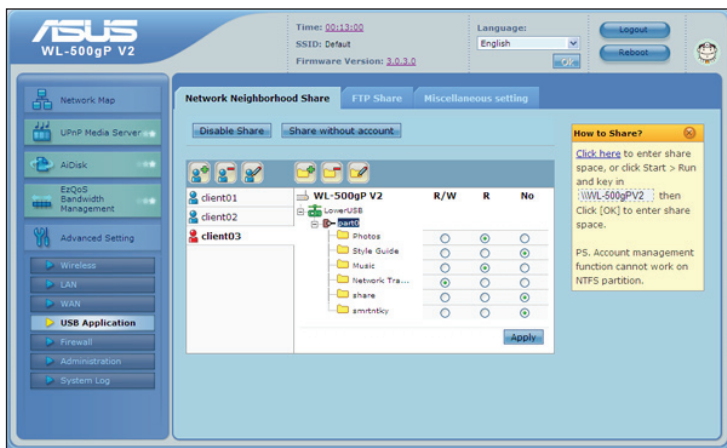 ASUS
WL-500gP V2
Time: 00:13:00
SSID: Default
Firmware Version: 3.0.3.0
Language:
English
OK
Logout
Reboot
Network Map
UPnP Media Server
AiDisk
EzQoS
Bandwidth
Management
Advanced Setting
Wireless
LAN
WAN
USB Application
Firewall
Administration
System Log
Network Neighborhood Share FTP Share Miscellaneous setting
Disable Share Share without account
client01
client02
client03
WL-500gP V2 R/W R No
LowerUSB
part0
Photos
Style Guide
Music
Network Tra...
share
amrtntky
Apply
How to Share?
Click here to enter share
space, or click Start > Run
and key in
\\WL-500gPV2 then
Click [OK] to enter share
space.
PS. Account management
function cannot work on
NTFS partition.